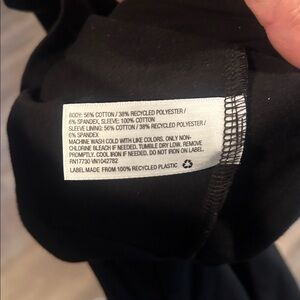 BODY: 56% COTTON / 38% RECYCLED POLYESTER /
6% SPANDEX, SLEEVE: 100% COTTON
SLEEVE LINING: 56% COTTON / 38% RECYCLED POLYESTER /
6% SPANDEX
MACHINE WASH COLD WITH LIKE COLORS. ONLY NON-
CHLORINE BLEACH IF NEEDED. TUMBLE DRY LOW. REMOVE
PROMPTLY. COOL IRON IF NEEDED. DO NOT IRON ON LABEL.
RN17730 VN1042782
LABEL MADE FROM 100% RECYCLED PLASTIC